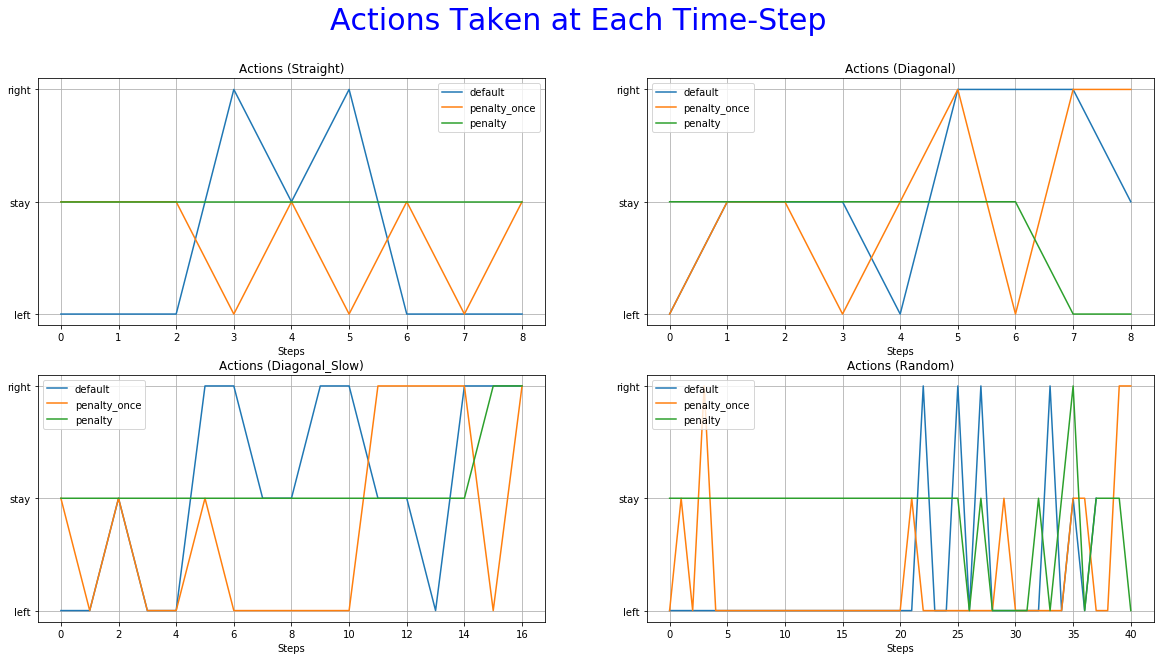 Actions Taken at Each Time-Step
Actions (Straight)
right
stay
left
default
penalty_once
penalty
0 1 2 3 4 5 6 7 8
Steps
Actions (Diagonal)
right
stay
left
default
penalty_once
penalty
0 1 2 3 4 5 6 7 8
Steps
Actions (Diagonal_Slow)
right
stay
left
default
penalty_once
penalty
0 2 4 6 8 10 12 14 16
Steps
Actions (Random)
right
stay
left
default
penalty_once
penalty
0 5 10 15 20 25 30 35 40
Steps